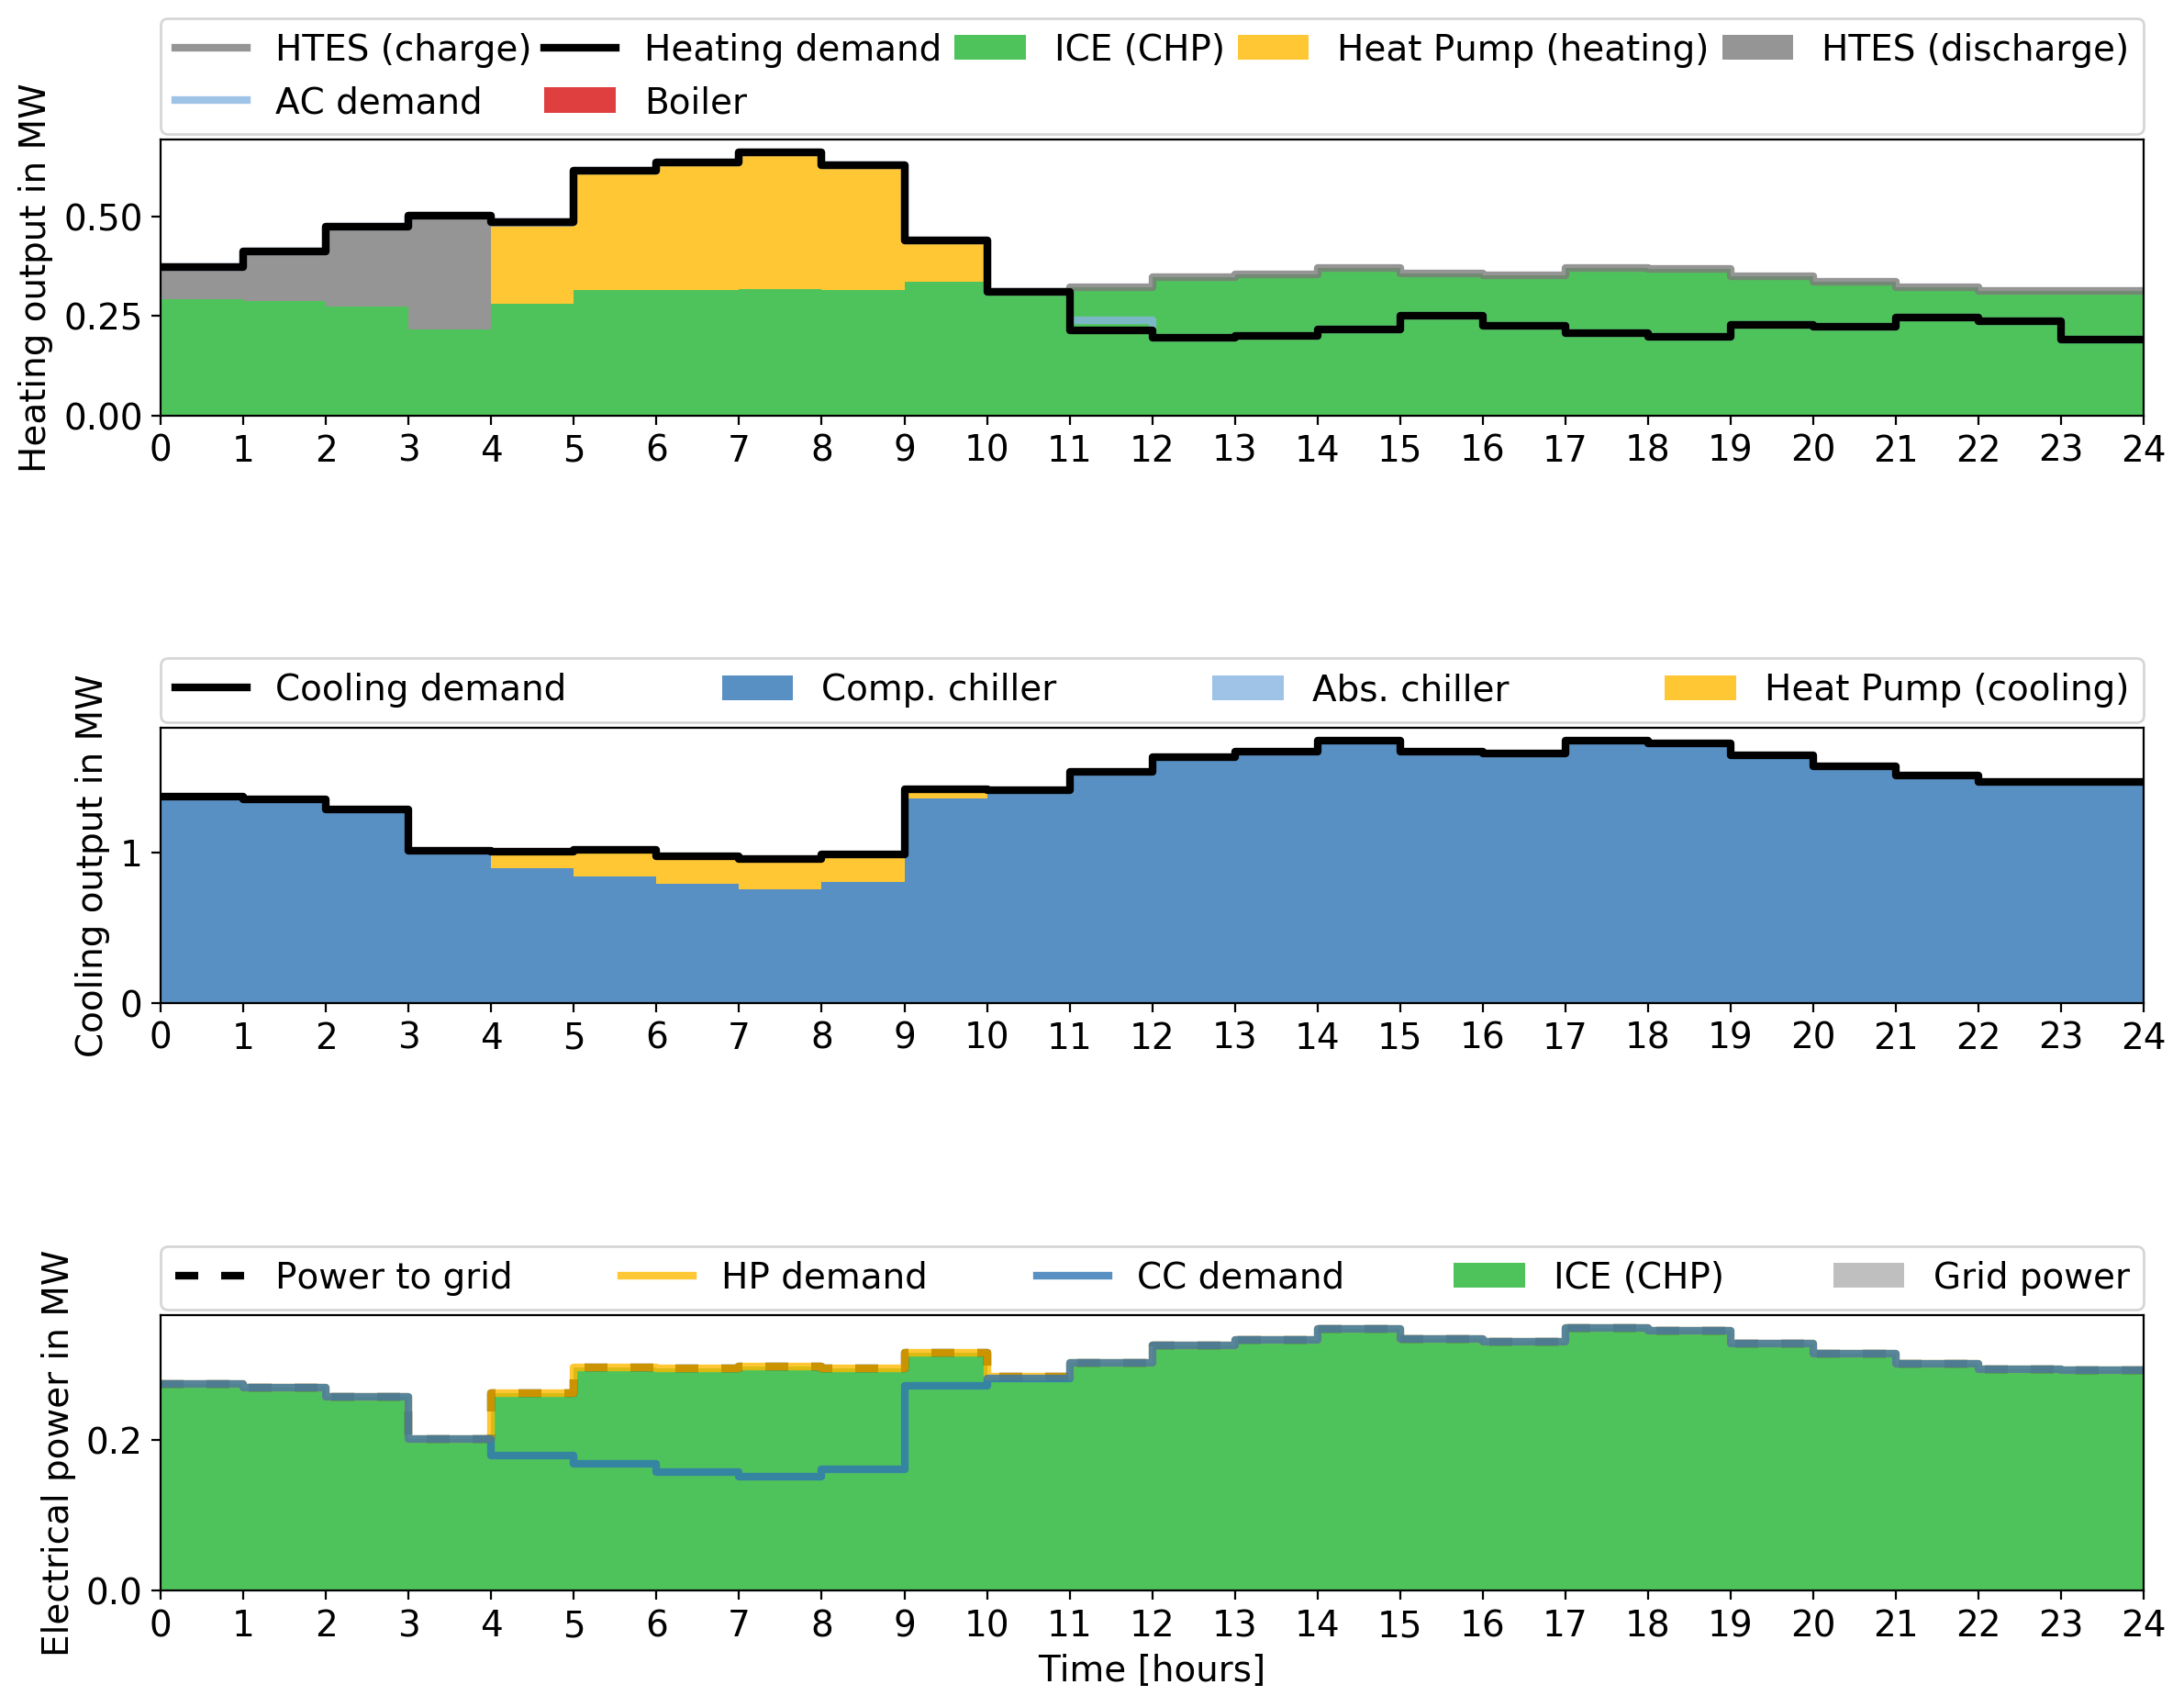 HTES (charge) Heating demand ICE (CHP) Heat Pump (heating) HTES (discharge)
AC demand Boiler
Heating output in MW
0.50
0.25
0.00
0 1 2 3 4 5 6 7 8 9 10 11 12 13 14 15 16 17 18 19 20 21 22 23 24
Cooling demand Comp. chiller Abs. chiller Heat Pump (cooling)
Cooling output in MW
1
0
0 1 2 3 4 5 6 7 8 9 10 11 12 13 14 15 16 17 18 19 20 21 22 23 24
Power to grid HP demand CC demand ICE (CHP) Grid power
Electrical power in MW
0.2
0.0
0 1 2 3 4 5 6 7 8 9 10 11 12 13 14 15 16 17 18 19 20 21 22 23 24
Time [hours]